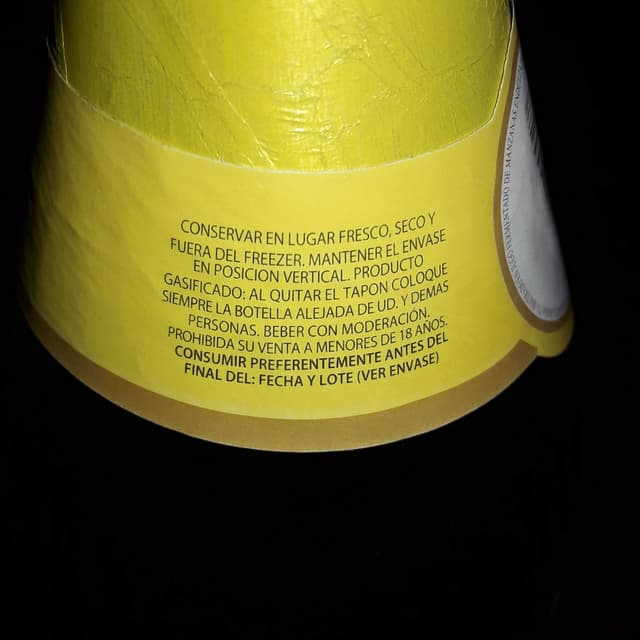 CONSERVAR EN LUGAR FRESCO, SECO Y
FUERA DEL FREEZER. MANTENER EL ENVASE
EN POSICION VERTICAL. PRODUCTO
GASIFICADO: AL QUITAR EL TAPON COLOQUE
SIEMPRE LA BOTELLA ALEJADA DE UD. Y DEMAS
PERSONAS. BEBER CON MODERACIÓN.
PROHIBIDA SU VENTA A MENORES DE 18 AÑOS.
CONSUMIR PREFERENTEMENTE ANTES DEL
FINAL DEL: FECHA Y LOTE (VER ENVASE)
DE MANZANAS